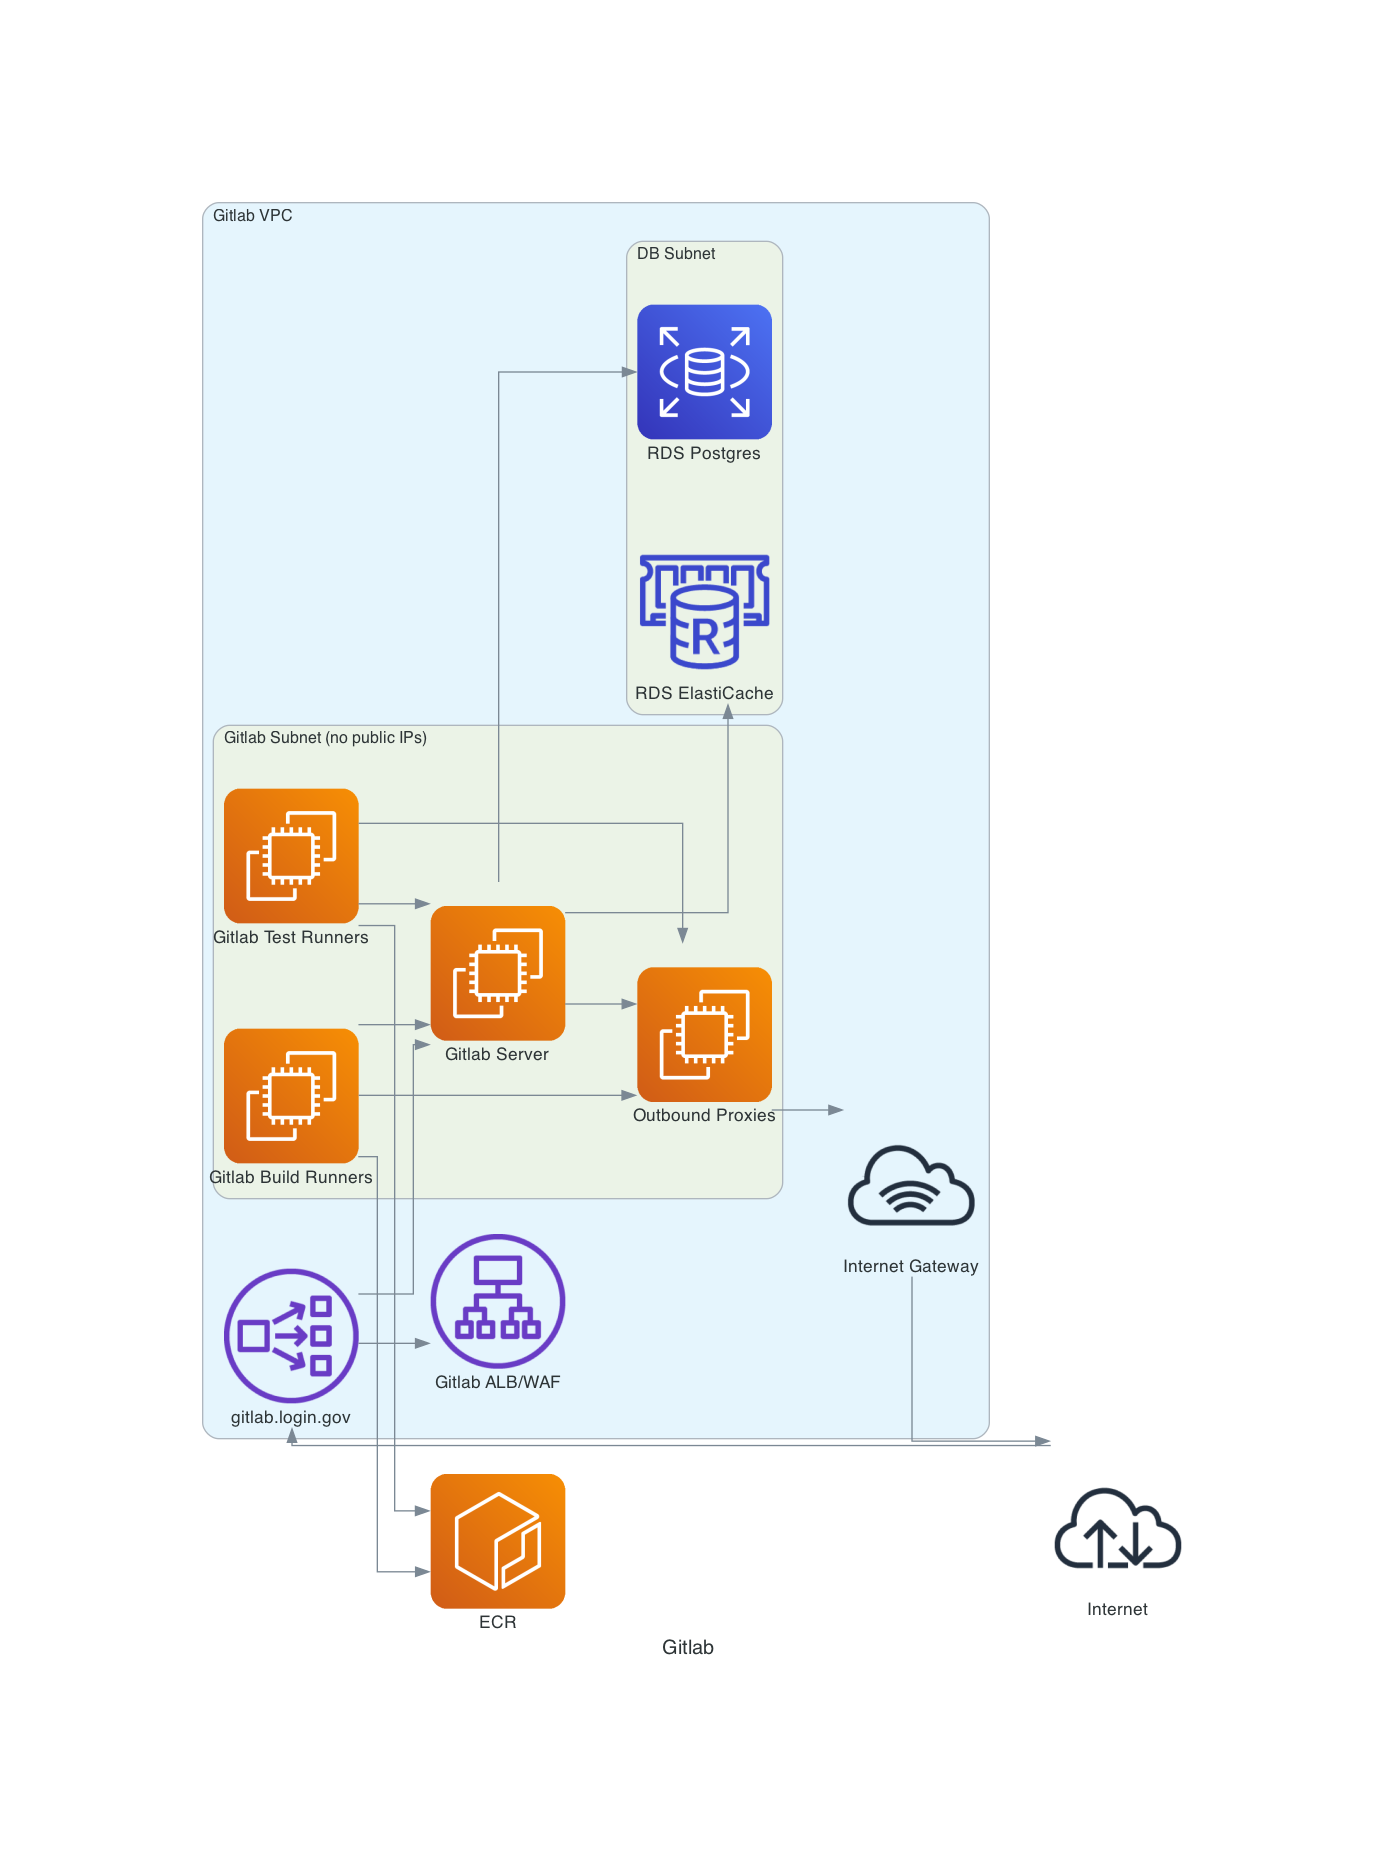 Gitlab VPC
DB Subnet
RDS Postgres
R
RDS ElastiCache
Gitlab Subnet (no public IPs)
Gitlab Test Runners
Gitlab Server
Outbound Proxies
Gitlab Build Runners
Internet Gateway
Gitlab ALB/WAF
gitlab.login.gov
ECR
Internet
Gitlab